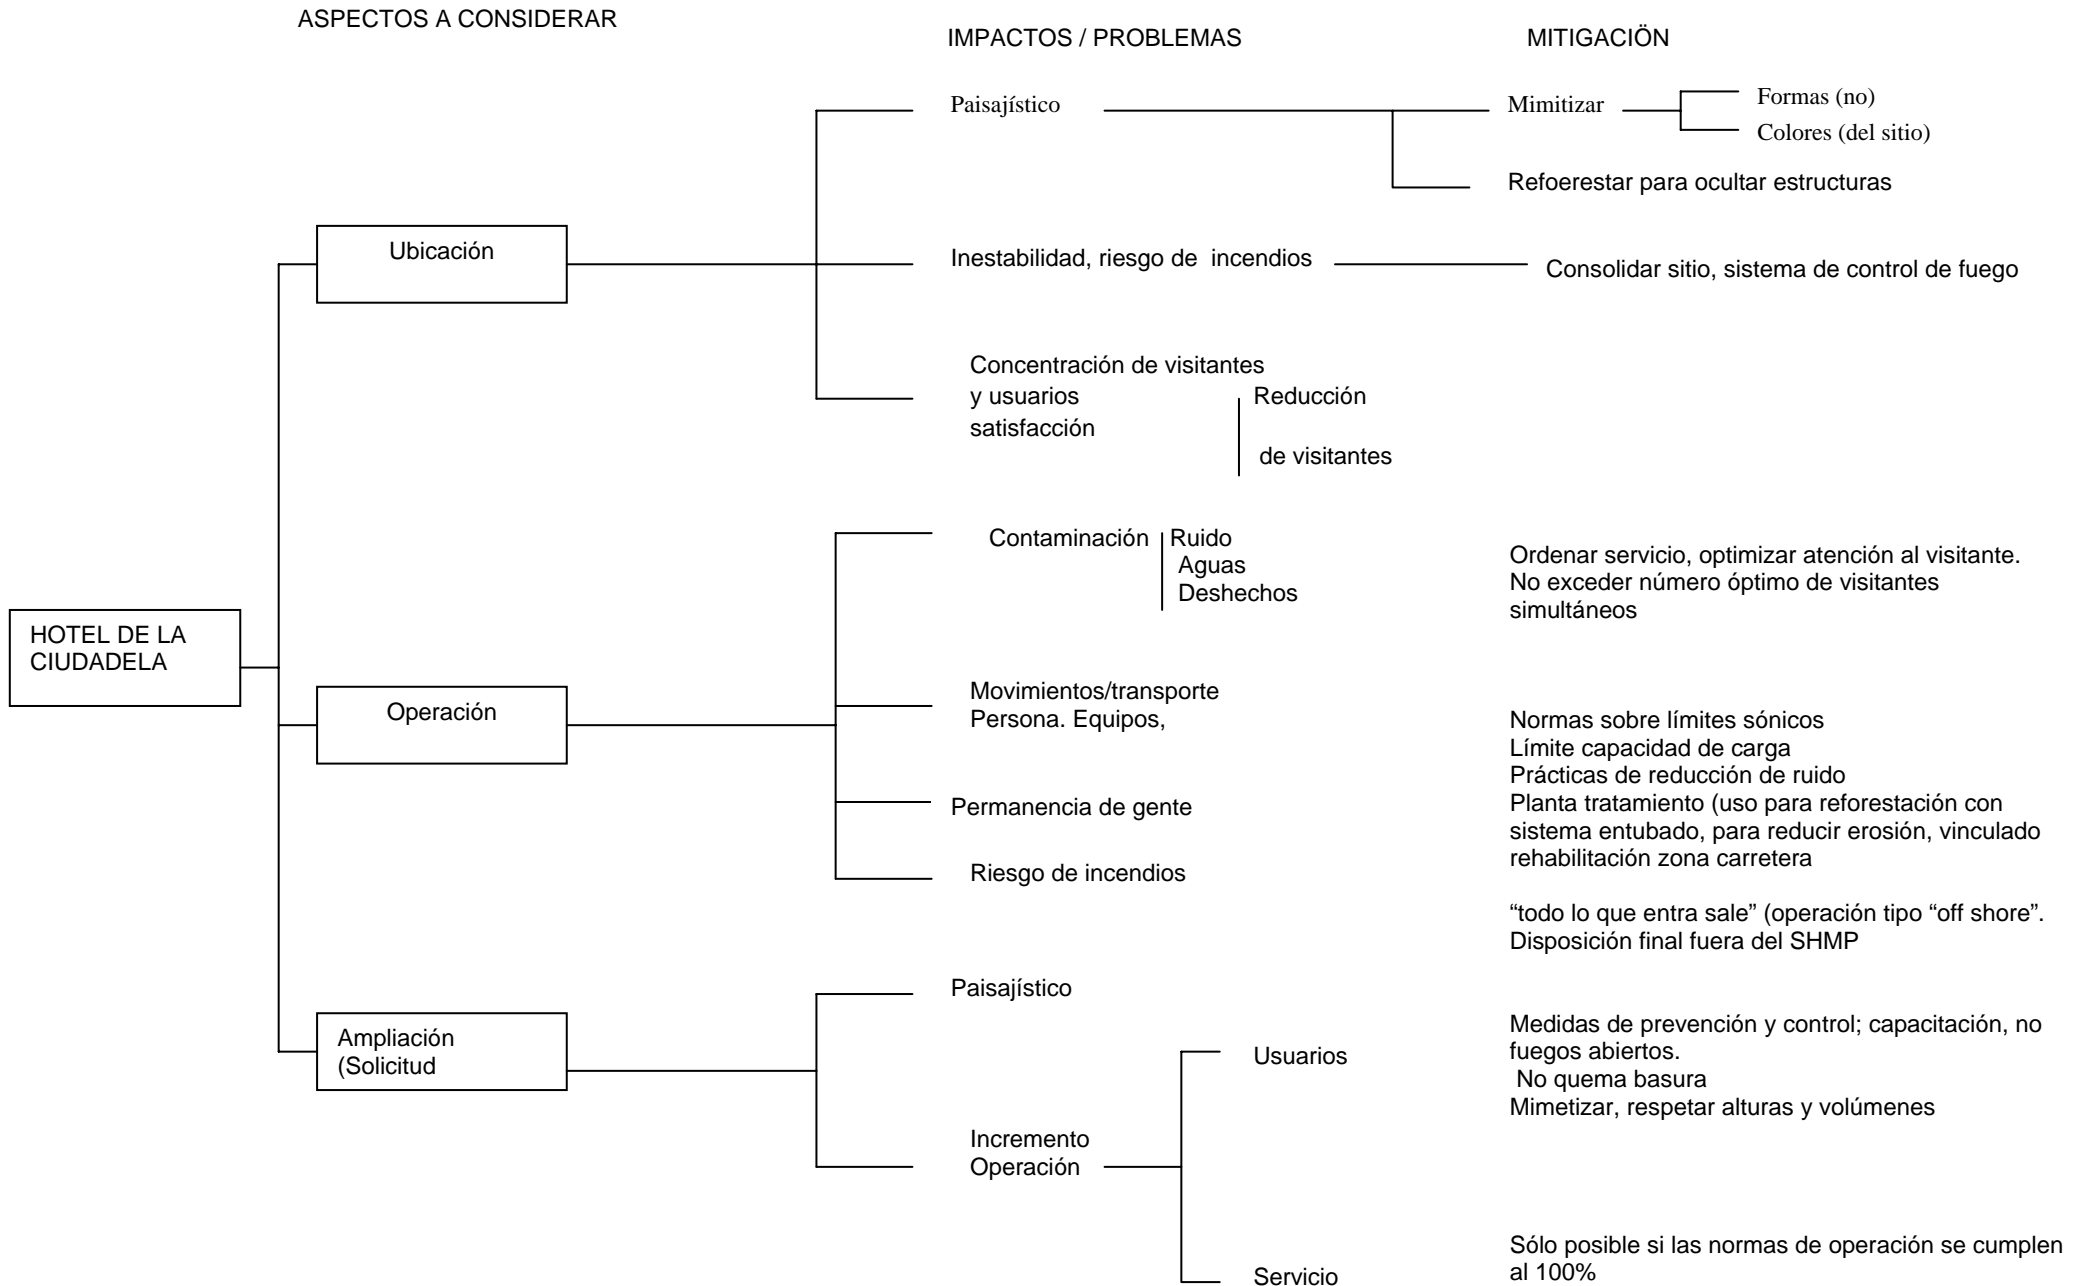 ASPECTOS A CONSIDERAR
IMPACTOS / PROBLEMAS
MITIGACIÖN
HOTEL DE LA
CIUDADELA
Ubicación
Paisajístico
Mimitizar
Formas (no)
Colores (del sitio)
Refoerestar para ocultar estructuras
Inestabilidad, riesgo de incendios
Consolidar sitio, sistema de control de fuego
Concentración de visitantes
y usuarios
satisfacción
Reducción
de visitantes
Operación
Contaminación
Ruido
Aguas
Deshechos
Ordenar servicio, optimizar atención al visitante.
No exceder número óptimo de visitantes
simultáneos
Movimientos/transporte
Persona. Equipos,
Permanencia de gente
Riesgo de incendios
Normas sobre límites sónicos
Límite capacidad de carga
Prácticas de reducción de ruido
Planta tratamiento (uso para reforestación con
sistema entubado, para reducir erosión, vinculado
rehabilitación zona carretera
“todo lo que entra sale” (operación tipo “off shore”.
Disposición final fuera del SHMP
Ampliación
(Solicitud
Paisajístico
Incremento
Operación
Usuarios
Servicio
Medidas de prevención y control; capacitación, no
fuegos abiertos.
No quema basura
Mimetizar, respetar alturas y volúmenes
Sólo posible si las normas de operación se cumplen
al 100%